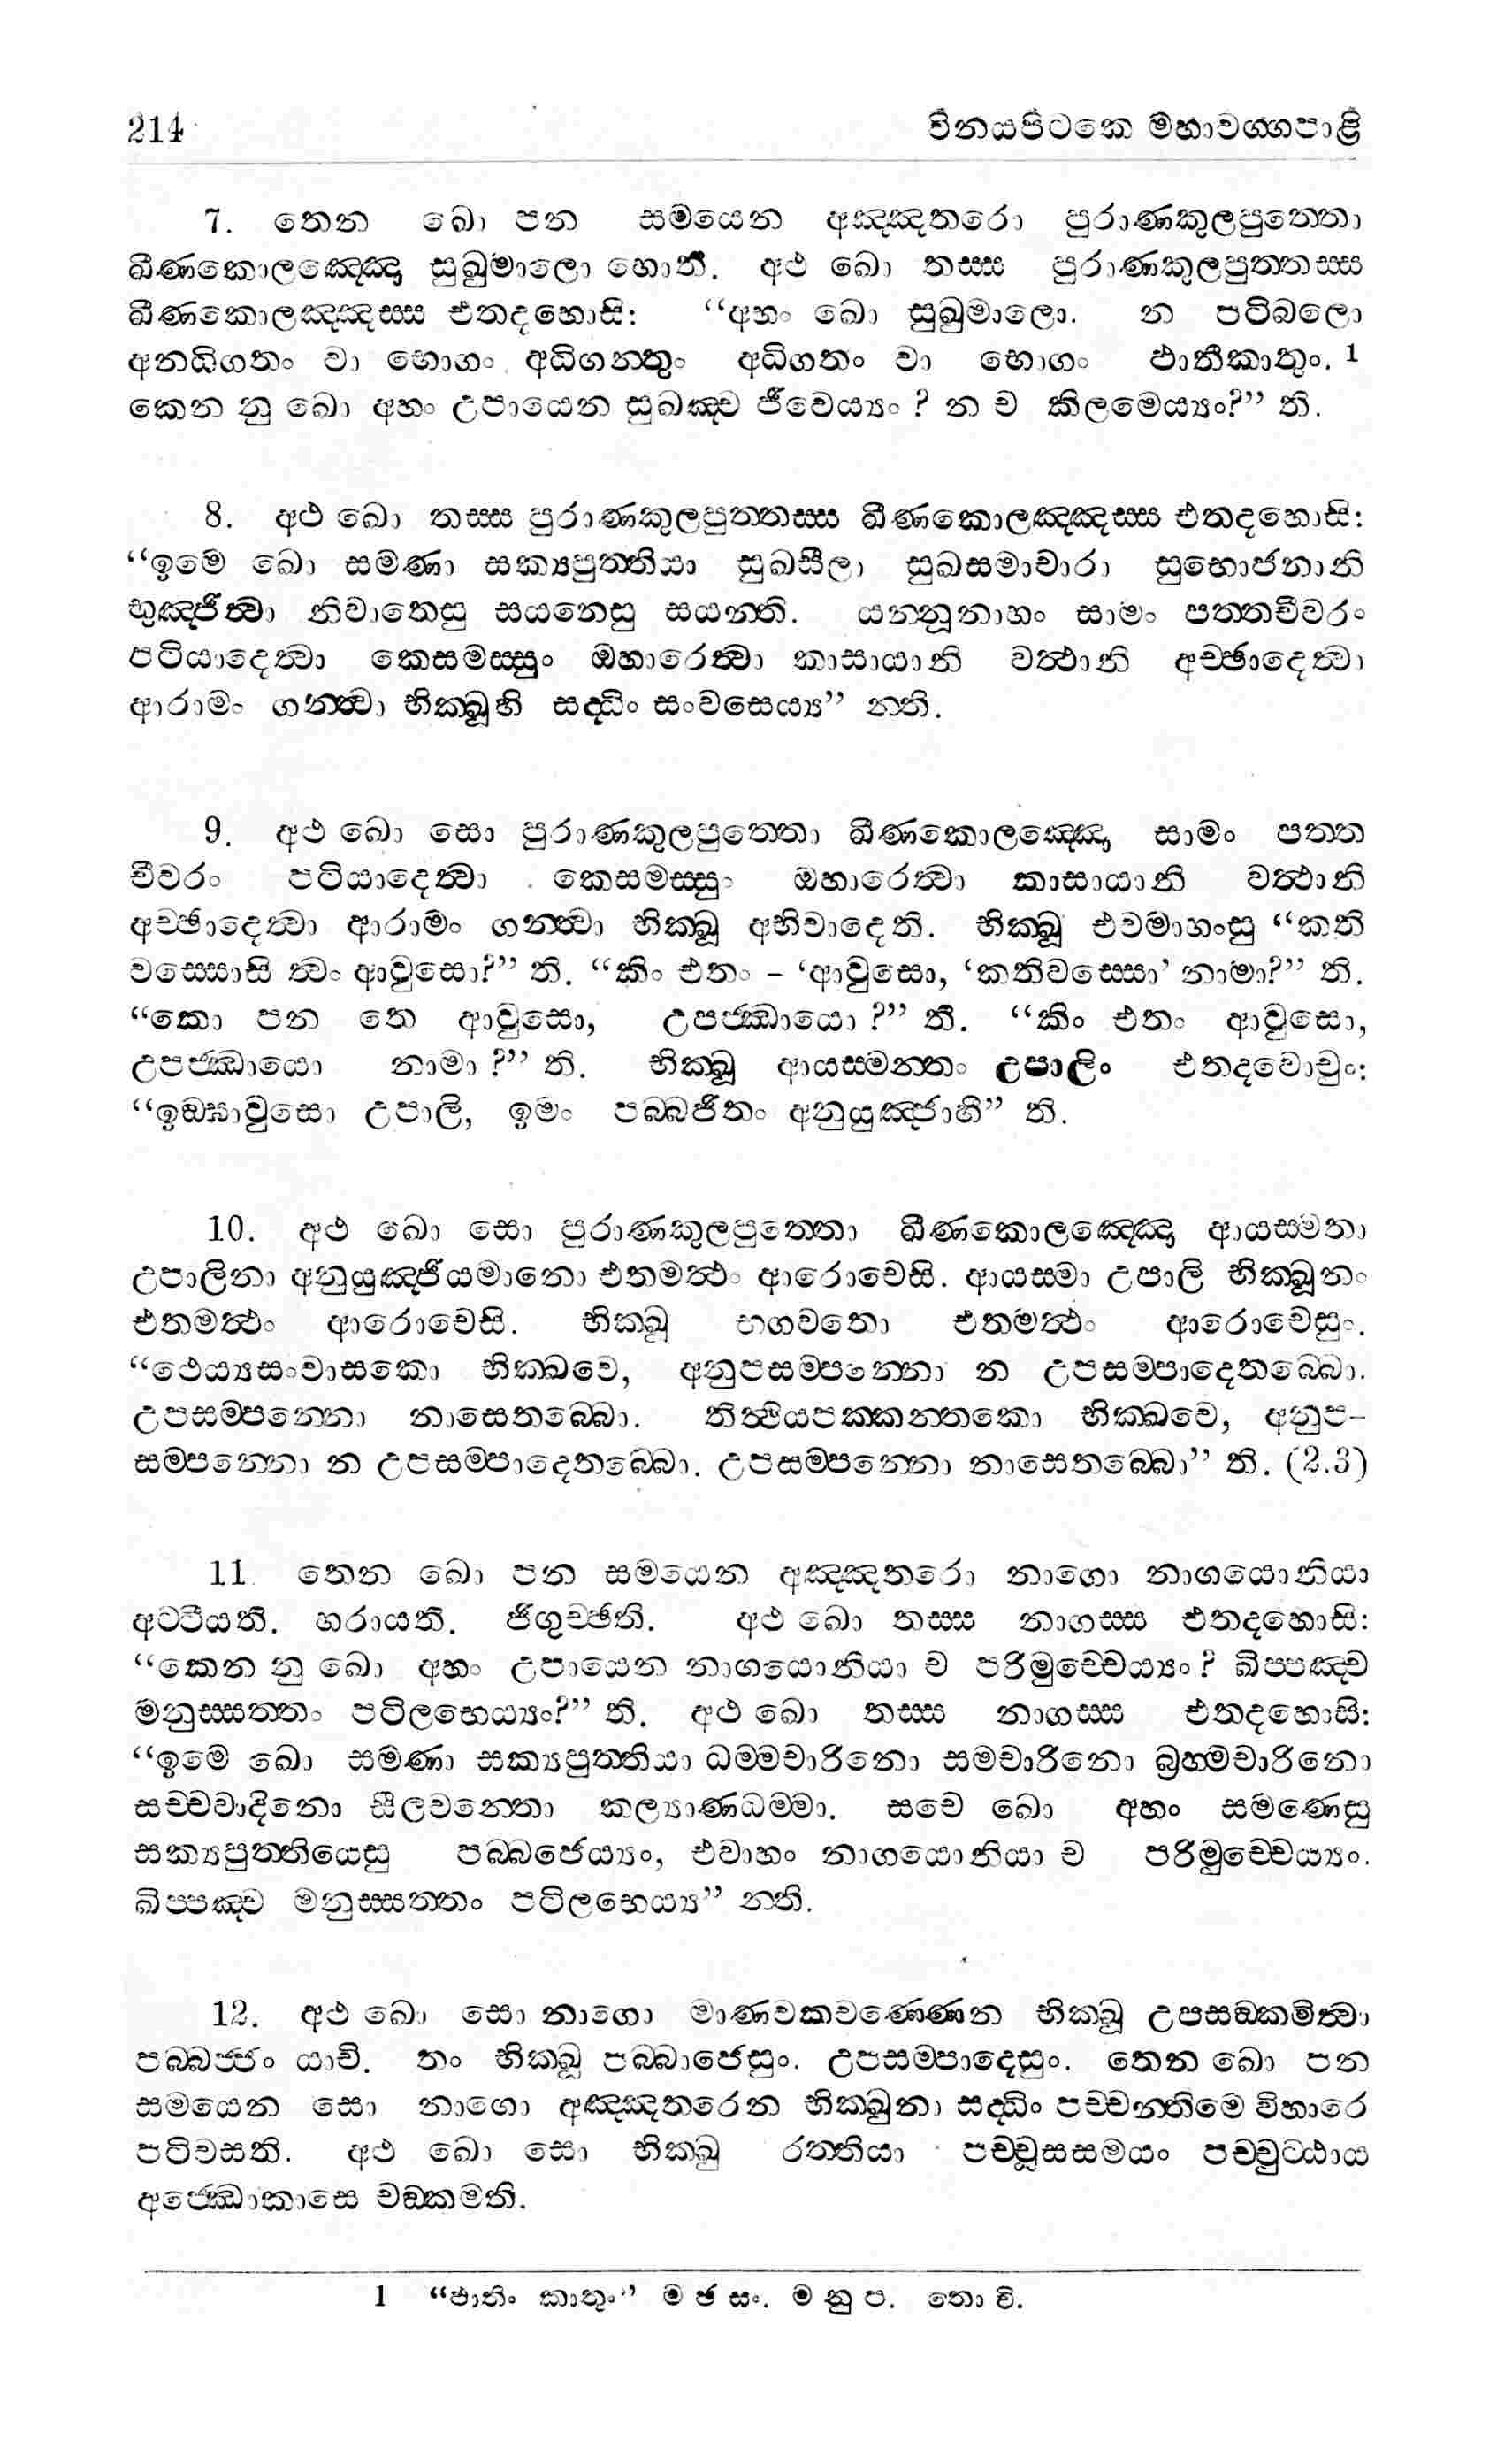 214
විනයපිටකෙ මහාවග්ගපාළි
7. තෙන ඛො පන සමයෙන අඤ්ඤතරො පුරාණකුලපුත්තො
ඛීණකොලඤ්ඤො සුඛුමාලො හොති. අථ ඛො තස්ස පුරාණකුලපුත්තස්ස
ඛීණකොලඤ්ඤස්ස එතදහොසි: “අහං ඛො සුඛුමාලො. න පටිබලො
අනධිගතං වා භොගං අධිගන්තුං අධිගතං වා භොගං ඵාතීකාතුං. 1
කෙන නු ඛො අහං උපායෙන සුඛඤ්ච ජීවෙය්‍යං ? න ච කිලමෙය්‍යං?” ති.
8. අථ ඛො තස්ස පුරාණකුලපුත්තස්ස ඛීණකොලඤ්ඤස්ස එතදහොසි:
“ඉමෙ ඛො සමණා සක්‍යපුත්තියා සුඛසීලා සුඛසමාචාරා සුභොජනානි
භුඤ්ජිත්‍වා නිවාතෙසු සයනෙසු සයන්ති. යන්නූනාහං සාමං පත්තචීවරං
පටියාදෙත්‍වා කෙසමස්සුං ඔහාරෙත්‍වා කාසායානි වත්‍ථානි අච්ඡාදෙත්‍වා
ආරාමං ගන්ත්‍වා භික්ඛූහි සද්ධිං සංවසෙය්‍ය” න්ති.
9. අථ ඛො සො පුරාණකුලපුත්තො ඛීණකොලඤ්ඤො සාමං පත්ත
චීවරං පටියාදෙත්‍වා කෙසමස්සුං ඔහාරෙත්‍වා කාසායානි වත්‍ථානි
අච්ඡාදෙත්‍වා ආරාමං ගන්ත්‍වා භික්ඛූ අභිවාදෙති. භික්ඛූ එවමාහංසු “කති
වස්සොසි ත්‍වං ආවුසො?” ති. “කිං එතං – ‘ආවුසො, ‘කතිවස්සො’ නාමා?” ති.
“කො පන තෙ ආවුසො, උපජ්ඣායො ?” ති. “කිං එතං ආවුසො,
උපජ්ඣායො නාමා ?” ති. භික්ඛූ ආයස්මන්තං උපාලිං එතදවොචුං:
“ඉඞ්ඝාවුසො උපාලි, ඉමං පබ්බජිතං අනුයුඤ්ජාහි” ති.
10. අථ ඛො සො පුරාණකුලපුත්තො ඛීණකොලඤ්ඤො ආයස්මතා
උපාලිනා අනුයුඤ්ජියමානො එතමත්‍ථං ආරොචෙසි. ආයස්මා උපාලි භික්ඛූනං
එතමත්‍ථං ආරොචෙසි. භික්ඛූ භගවතො එතමත්‍ථං ආරොචෙසුං.
“ථෙය්‍යසංවාසකො භික්ඛවෙ, අනුපසම්පන්නො න උපසම්පාදෙතබ්බො.
උපසම්පන්නො නාසෙතබ්බො. තිත්‍ථියපක්කන්තකො භික්ඛවෙ, අනුප-
සම්පන්නො න උපසම්පාදෙතබ්බො. උපසම්පන්නො නාසෙතබ්බො” ති. (2.3)
11. තෙන ඛො පන සමයෙන අඤ්ඤතරො නාගො නාගයොනියා
අට්ටීයති. හරායති. ජිගුච්ඡති. අථ ඛො තස්ස නාගස්ස එතදහොසි:
“කෙන නු ඛො අහං උපායෙන නාගයොනියා ච පරිමුච්චෙය්‍යං ? ඛිප්පඤ්ච
මනුස්සත්තං පටිලභෙය්‍යං?” ති. අථ ඛො තස්ස නාගස්ස එතදහොසි:
“ඉමෙ ඛො සමණා සක්‍යපුත්තියා ධම්මචාරිනො සමචාරිනො බ්‍රහ්මචාරිනො
සච්චවාදිනො සීලවන්තො කල්‍යාණධම්මා. සචෙ ඛො අහං සමණෙසු
සක්‍යපුත්තියෙසු පබ්බජෙය්‍යං, එවාහං නාගයොනියා ච පරිමුච්චෙය්‍යං.
ඛිප්පඤ්ච මනුස්සත්තං පටිලභෙය්‍ය” න්ති.
12. අථ ඛො සො නාගො මාණවකවණ්ණෙන භික්ඛූ උපසඞ්කමිත්‍වා
පබ්බජ්ජං යාචි. තං භික්ඛූ පබ්බාජෙසුං. උපසම්පාදෙසුං. තෙන ඛො පන
සමයෙන සො නාගො අඤ්ඤතරෙන භික්ඛුනා සද්ධිං පච්චන්තිමෙ විහාරෙ
පටිවසති. අථ ඛො සො භික්ඛු රත්තියා පච්චූසසමයං පච්චුට්ඨාය
අජ්ඣොකාසෙ චඞ්කමති.
1 “ඵාතිං කාතුං” ම ඡ සං. ම නු ප. තො වි.